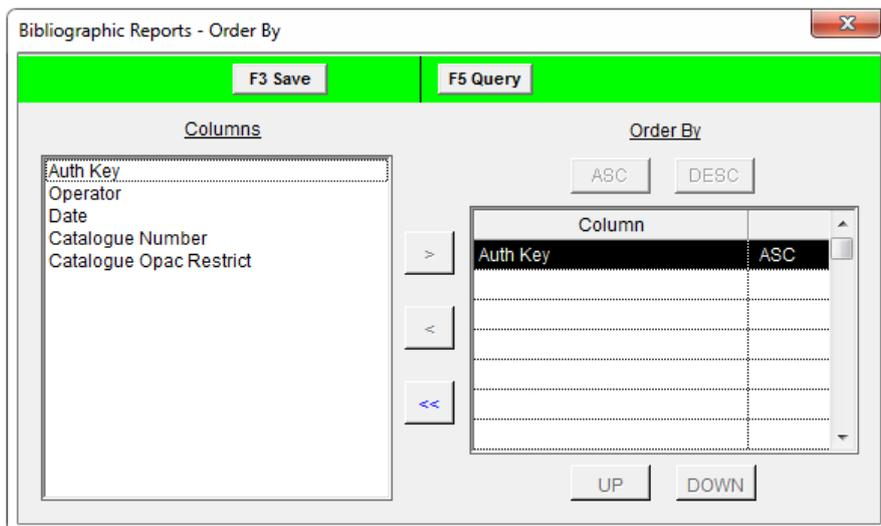 Bibliographic Reports - Order By
F3 Save
F5 Query
Columns
Auth Key
Operator
Date
Catalogue Number
Catalogue Opac Restrict
>
<
<<
Order By
ASC DESC
Column
Auth Key ASC
UP DOWN